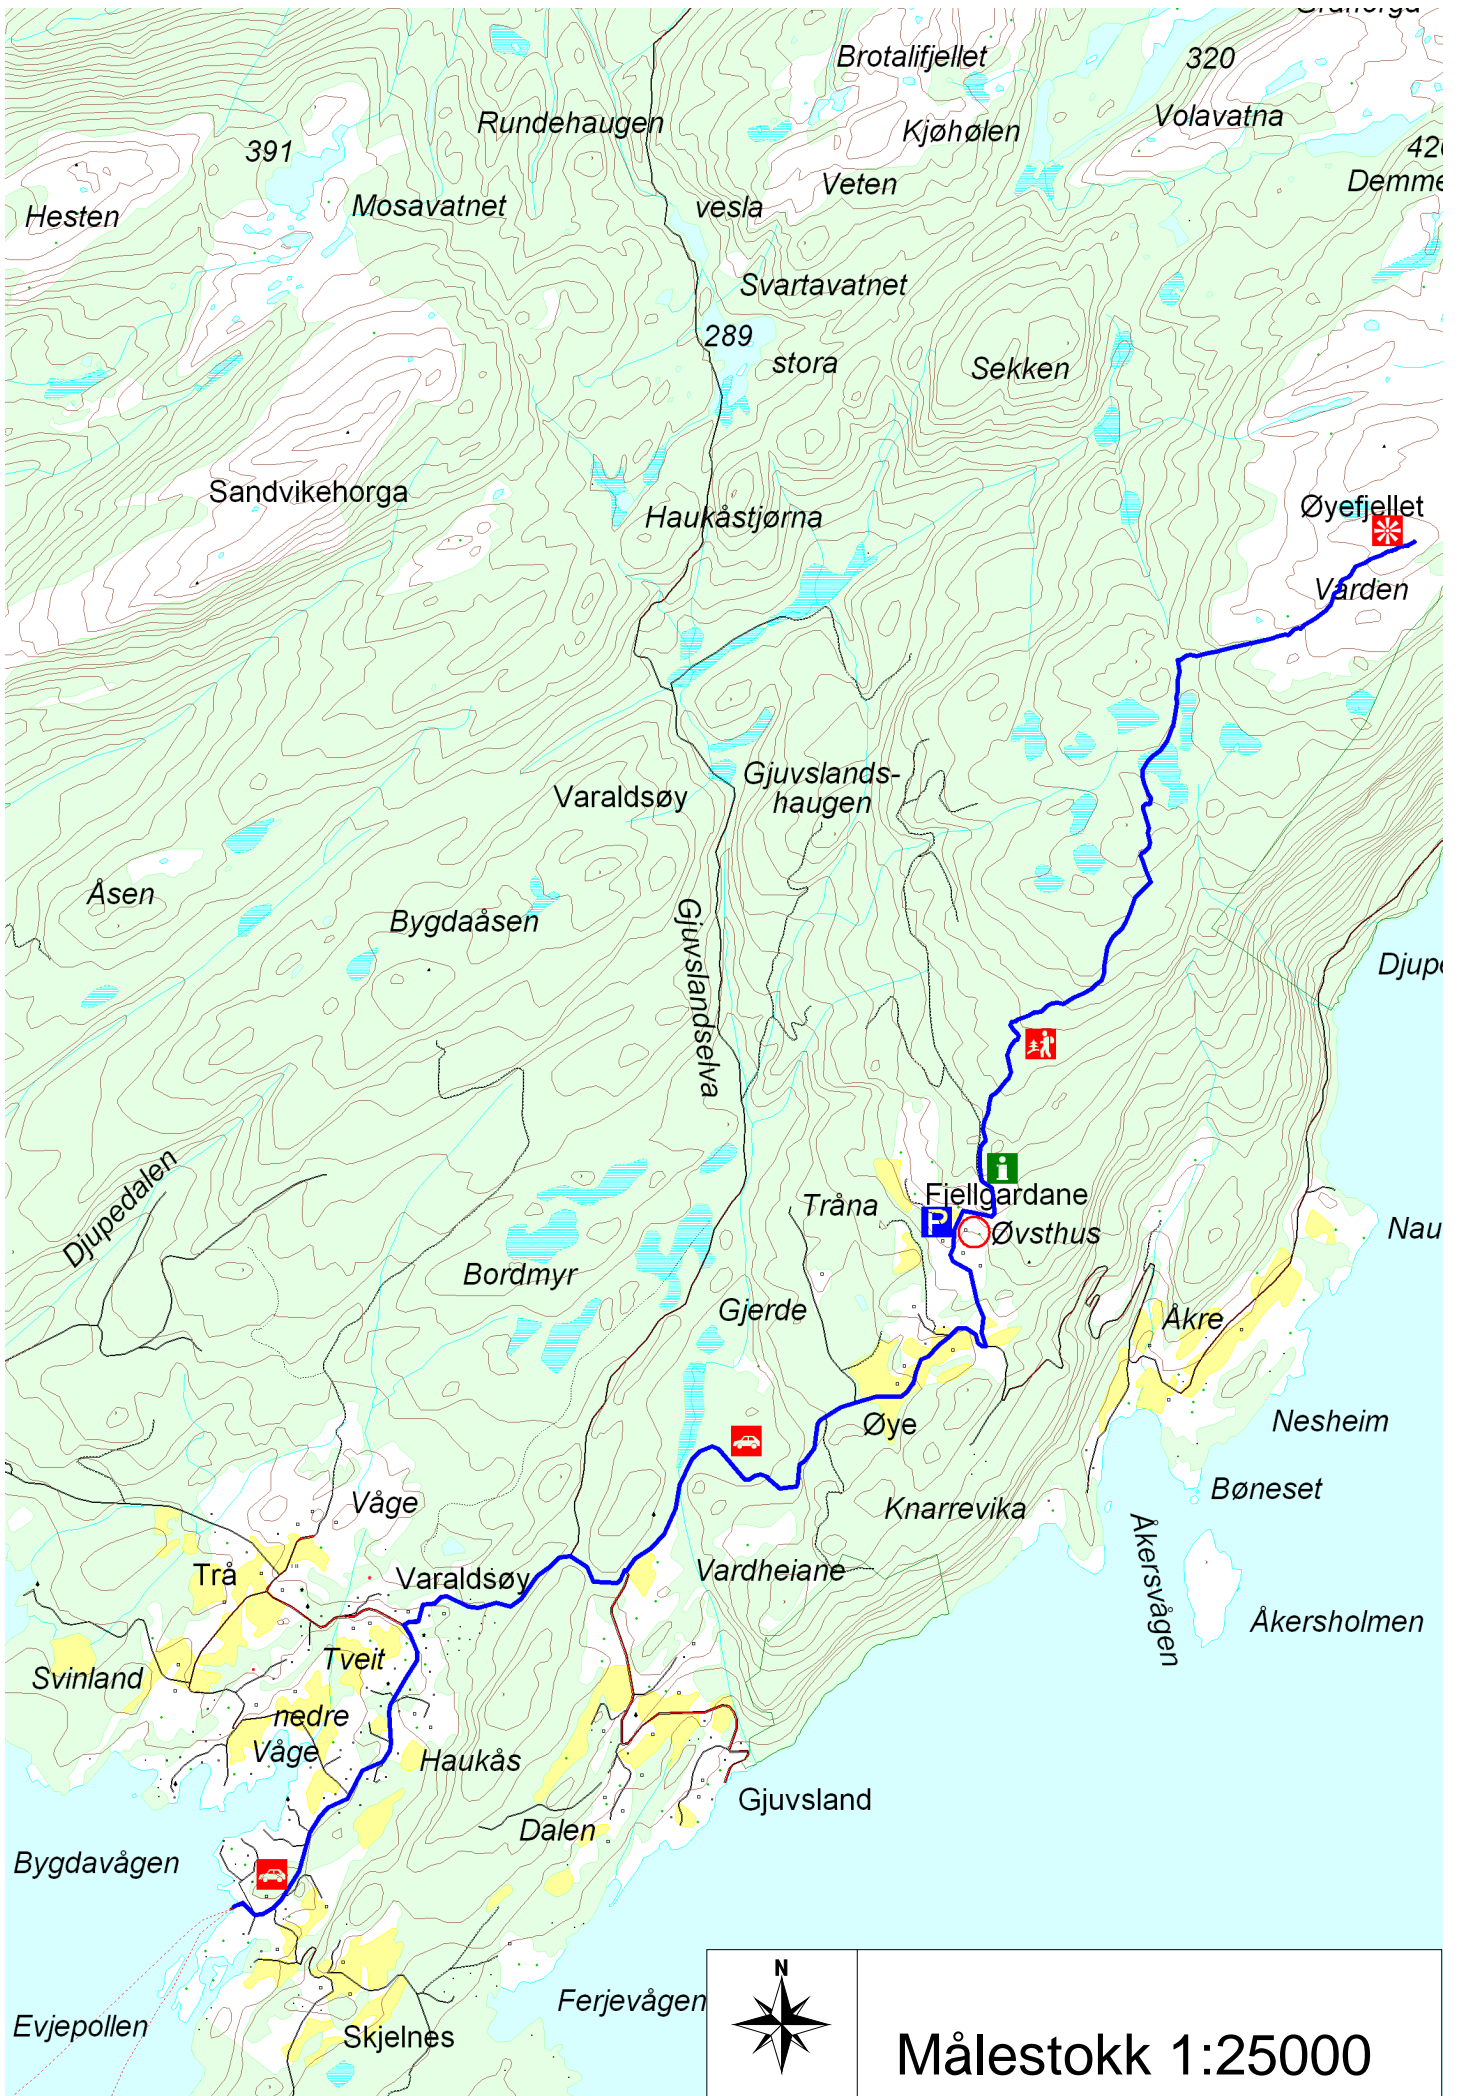 Brotalifjellet
320
Volavatna
Rundehaugen
Kjøhølen
391
Veten
Demme
Mosavatnet
vesla
Hesten
Svartavatnet
289
stora
Sekken
Sandvikehorga
Haukåstjørna
Øyefjellet
Varden
Gjuvslands-
haugen
Varaldsøy
Åsen
Bygdaåsen
Gjuvslandselva
Djupe
Djupedalen
Tråna
Fjellgardane
P
Øvsthus
Nau
Bordmyr
Gjerde
Åkre
Øye
Nesheim
Bøneset
Våge
Knarrevika
Åkersvågen
Trå
Varaldsøy
Vardheiane
Åkersholmen
Svinland
Tveit
nedre
Våge
Haukås
Gjuvsland
Dalen
Bygdavågen
Ferjevågen
Evjepollen
Skjelnes
N
Målestokk 1:25000